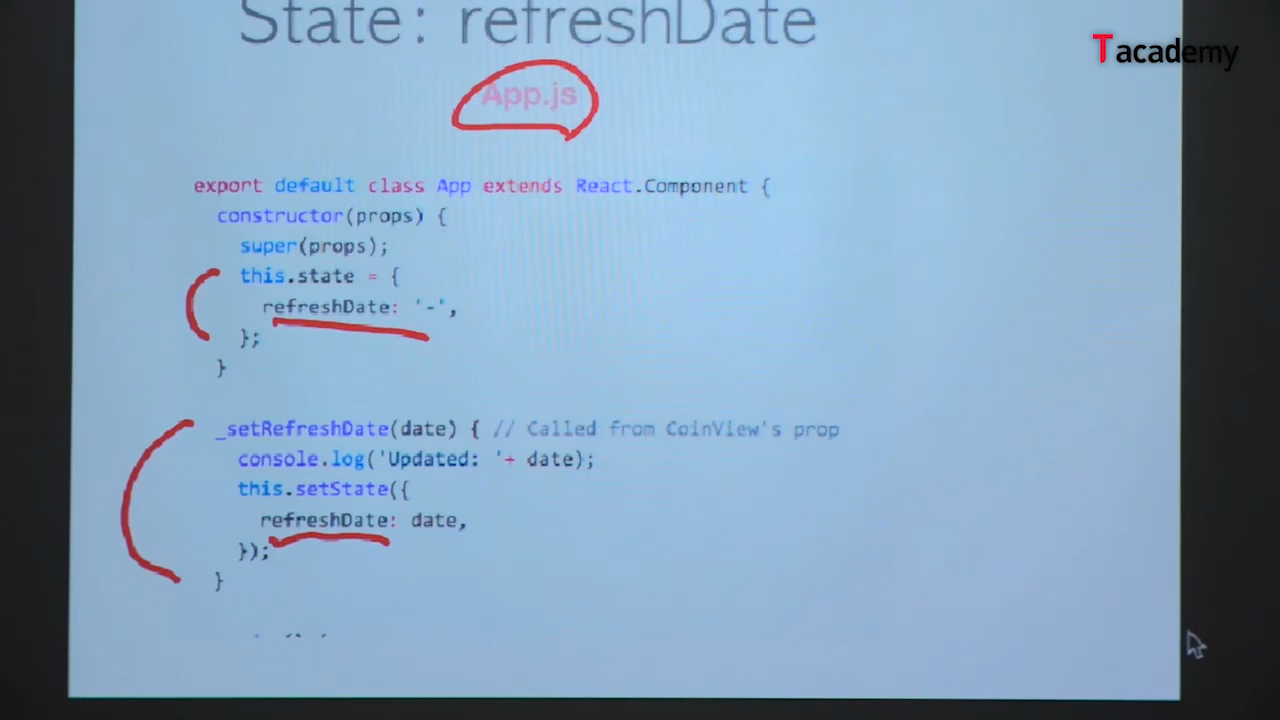 State: refreshDate
Tacademy
App.js
export default class App extends React.Component {
constructor(props) {
super(props);
this.state = {
refreshDate: '-',
};
}
_setRefreshDate(date) { // Called from CoinView's prop
console.log('Updated: '+ date);
this.setState({
refreshDate: date,
});
}